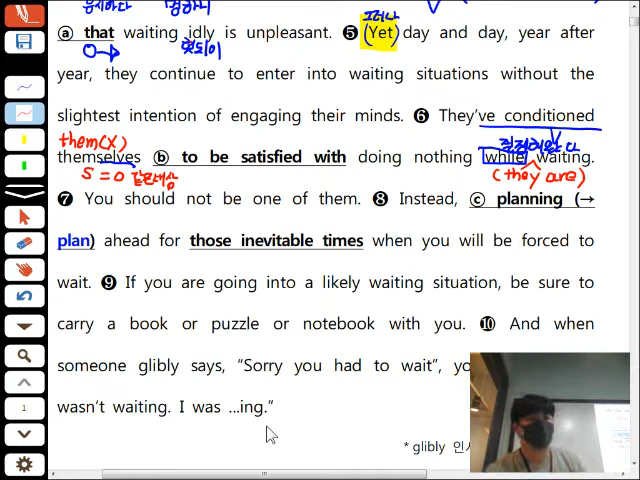 ⓐ that waiting idly is unpleasant. ❺ (Yet) day and day, year after
그러나
year, they continue to enter into waiting situations without the
slightest intention of engaging their minds. ❻ They've conditioned
them(X)
themselves ⓑ to be satisfied with doing nothing while waiting.
S = O
(they are)
❼ You should not be one of them. ❽ Instead, ⓒ planning (→
plan) ahead for those inevitable times when you will be forced to
wait. ❾ If you are going into a likely waiting situation, be sure to
carry a book or puzzle or notebook with you. ❿ And when
someone glibly says, “Sorry you had to wait”, yo
wasn't waiting. I was ...ing.”
* glibly
1